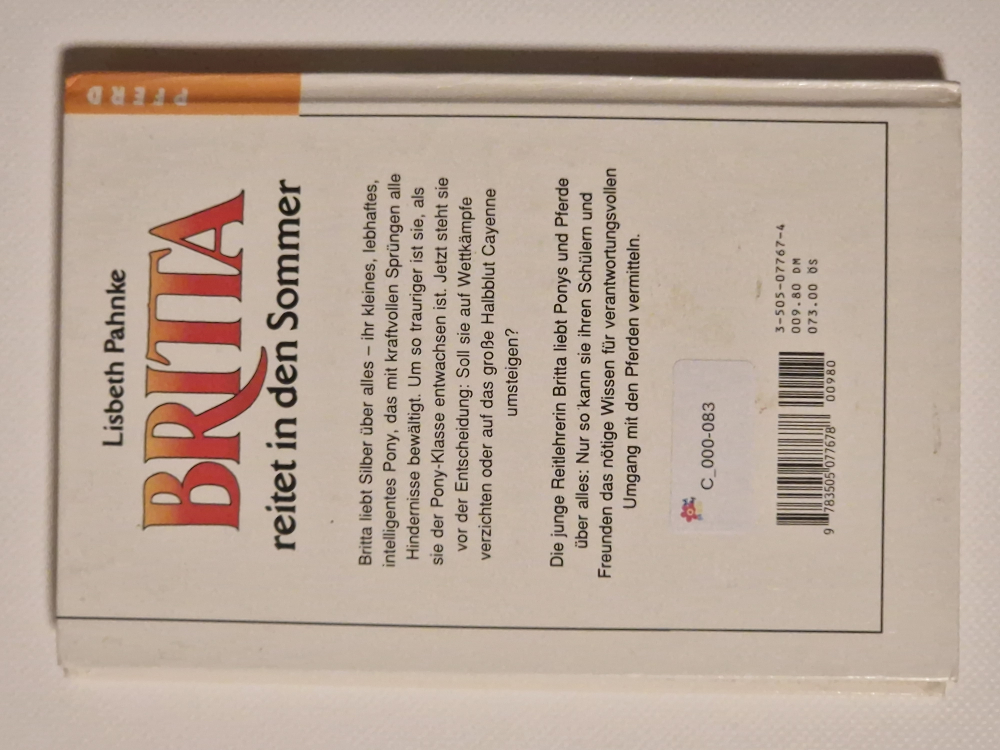 Lisbeth Pahnke
BRITTA
reitet in den Sommer
Britta liebt Silber über alles – ihr kleines, lebhaftes,
intelligentes Pony, das mit kraftvollen Sprüngen alle
Hindernisse bewältigt. Um so trauriger ist sie, als
sie der Pony-Klasse entwachsen ist. Jetzt steht sie
vor der Entscheidung: Soll sie auf Wettkämpfe
verzichten oder auf das große Halbblut Cayenne
umsteigen?
Die junge Reitlehrerin Britta liebt Ponys und Pferde
über alles: Nur so kann sie ihren Schülern und
Freunden das nötige Wissen für verantwortungsvollen
Umgang mit den Pferden vermitteln.
C_000-083
3-505-07767-4
009.80 DM
073.00 ÖS
9 783505 077678
00980